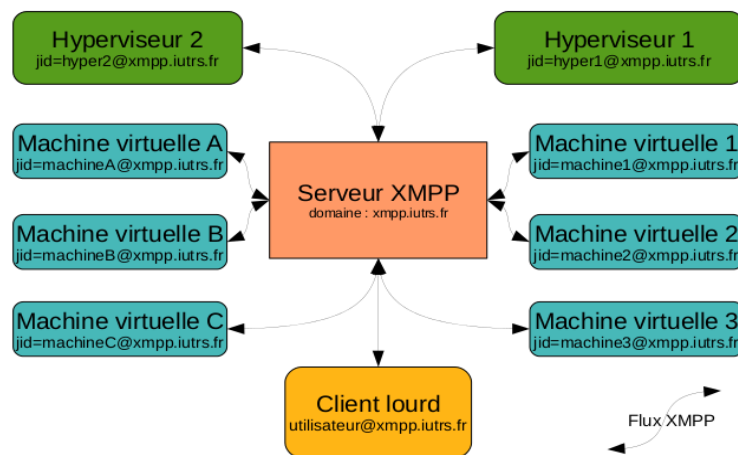 Hyperviseur 2
jid=hyper2@xmpp.iutrs.fr
Hyperviseur 1
jid=hyper1@xmpp.iutrs.fr
Machine virtuelle A
jid=machineA@xmpp.iutrs.fr
Machine virtuelle 1
jid=machine1@xmpp.iutrs.fr
Serveur XMPP
domaine : xmpp.iutrs.fr
Machine virtuelle B
jid=machineB@xmpp.iutrs.fr
Machine virtuelle 2
jid=machine2@xmpp.iutrs.fr
Machine virtuelle C
jid=machineC@xmpp.iutrs.fr
Machine virtuelle 3
jid=machine3@xmpp.iutrs.fr
Client lourd
utilisateur@xmpp.iutrs.fr
Flux XMPP